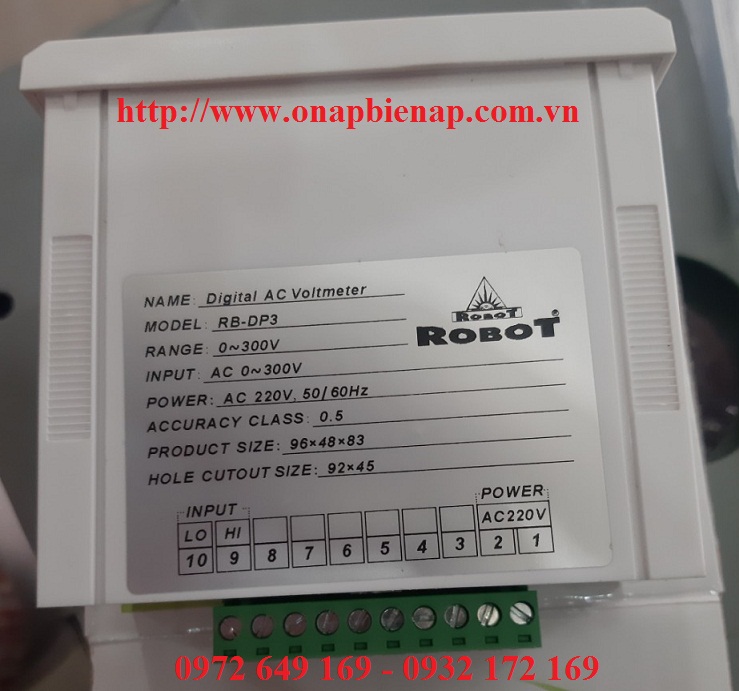 http://www.onapbienap.com.vn
NAME: Digital AC Voltmeter
MODEL: RB-DP3
RANGE: 0~300V
INPUT: AC 0~300V
POWER: AC 220V, 50/60Hz
ACCURACY CLASS: 0.5
PRODUCT SIZE: 96×48×83
HOLE CUTOUT SIZE: 92×45
ROBOT
ROBOT®
INPUT POWER
LO HI AC220V
10 9 8 7 6 5 4 3 2 1
0972 649 169 - 0932 172 169